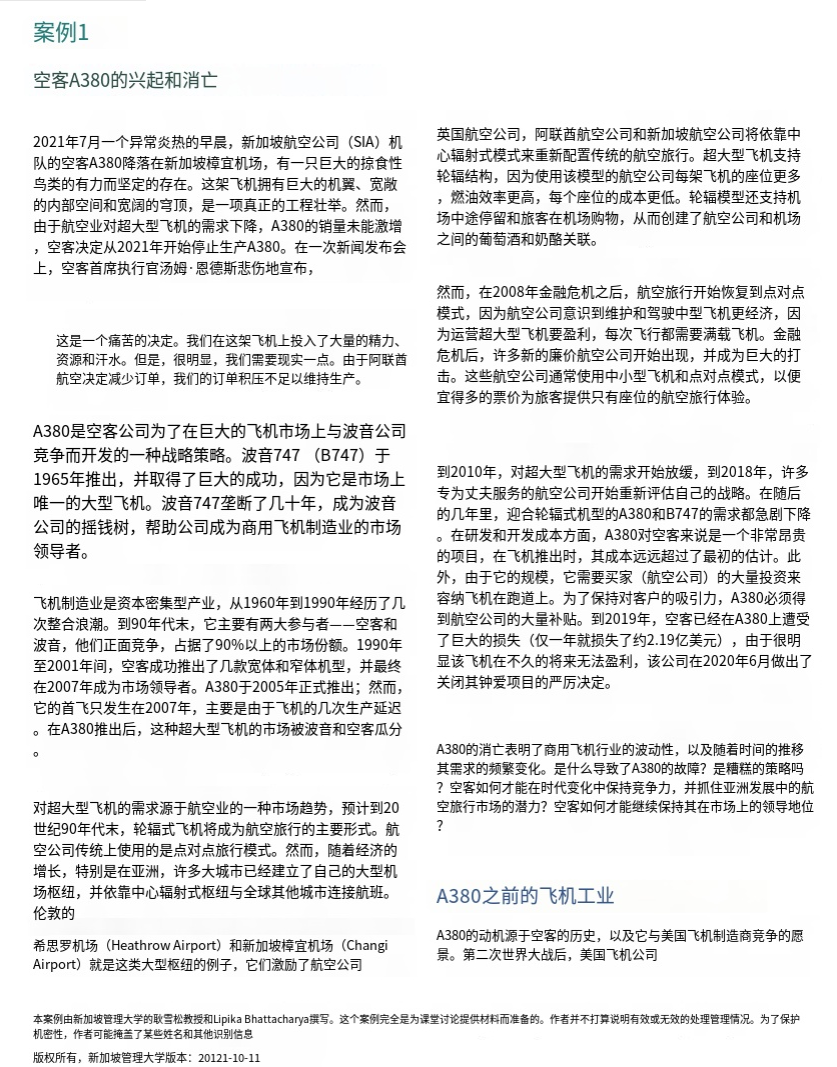 案例1
空客A380的兴起和消亡
2021年7月一个异常炎热的早晨，新加坡航空公司（SIA）机
队的空客A380降落在新加坡樟宜机场，有一只巨大的掠食性
鸟类的有力而坚定的存在。这架飞机拥有巨大的机翼、宽敞
的内部空间和宽阔的穹顶，是一项真正的工程壮举。然而，
由于航空业对超大型飞机的需求下降，A380的销量未能激增
，空客决定从2021年开始停止生产A380。在一次新闻发布会
上，空客首席执行官汤姆·恩德斯悲伤地宣布，
这是一个痛苦的决定。我们在这架飞机上投入了大量的精力、
资源和汗水。但是，很明显，我们需要现实一点。由于阿联酋
航空决定减少订单，我们的订单积压不足以维持生产。
A380是空客公司为了在巨大的飞机市场上与波音公司
竞争而开发的一种战略策略。波音747 （B747）于
1965年推出，并取得了巨大的成功，因为它是市场上
唯一的大型飞机。波音747垄断了几十年，成为波音
公司的摇钱树，帮助公司成为商用飞机制造业的市场
领导者。
飞机制造业是资本密集型产业，从1960年到1990年经历了几
次整合浪潮。到90年代末，它主要有两大参与者——空客和
波音，他们正面竞争，占据了90%以上的市场份额。1990年
至2001年间，空客成功推出了几款宽体和窄体机型，并最终
在2007年成为市场领导者。A380于2005年正式推出；然而，
它的首飞只发生在2007年，主要是由于飞机的几次生产延迟
。在A380推出后，这种超大型飞机的市场被波音和空客瓜分
。
对超大型飞机的需求源于航空业的一种市场趋势，预计到20
世纪90年代末，轮辐式飞机将成为航空旅行的主要形式。航
空公司传统上使用的是点对点旅行模式。然而，随着经济的
增长，特别是在亚洲，许多大城市已经建立了自己的大型机
场枢纽，并依靠中心辐射式枢纽与全球其他城市连接航班。
伦敦的
希思罗机场（Heathrow Airport）和新加坡樟宜机场（Changi
Airport）就是这类大型枢纽的例子，它们激励了航空公司
英国航空公司，阿联酋航空公司和新加坡航空公司将依靠中
心辐射式模式来重新配置传统的航空旅行。超大型飞机支持
轮辐结构，因为使用该模型的航空公司每架飞机的座位更多
，燃油效率更高，每个座位的成本更低。轮辐模型还支持机
场中途停留和旅客在机场购物，从而创建了航空公司和机场
之间的葡萄酒和奶酪关联。
然而，在2008年金融危机之后，航空旅行开始恢复到点对点
模式，因为航空公司意识到维护和驾驶中型飞机更经济，因
为运营超大型飞机要盈利，每次飞行都需要满载飞机。金融
危机后，许多新的廉价航空公司开始出现，并成为巨大的打
击。这些航空公司通常使用中小型飞机和点对点模式，以便
宜得多的票价为旅客提供只有座位的航空旅行体验。
到2010年，对超大型飞机的需求开始放缓，到2018年，许多
专为丈夫服务的航空公司开始重新评估自己的战略。在随后
的几年里，迎合轮辐式机型的A380和B747的需求都急剧下降
。在研发和开发成本方面，A380对空客来说是一个非常昂贵
的项目，在飞机推出时，其成本远远超过了最初的估计。此
外，由于它的规模，它需要买家（航空公司）的大量投资来
容纳飞机在跑道上。为了保持对客户的吸引力，A380必须得
到航空公司的大量补贴。到2019年，空客已经在A380上遭受
了巨大的损失（仅一年就损失了约2.19亿美元），由于很明
显该飞机在不久的将来无法盈利，该公司在2020年6月做出了
关闭其钟爱项目的严厉决定。
A380的消亡表明了商用飞机行业的波动性，以及随着时间的推移
其需求的频繁变化。是什么导致了A380的故障？是糟糕的策略吗
？空客如何才能在时代变化中保持竞争力，并抓住亚洲发展中的航
空旅行市场的潜力？空客如何才能继续保持其在市场上的领导地位
？
A380之前的飞机工业
A380的动机源于空客的历史，以及它与美国飞机制造商竞争的愿
景。第二次世界大战后，美国飞机公司
本案例由新加坡管理大学的耿雪松教授和Lipika Bhattacharya撰写。这个案例完全是为课堂讨论提供材料而准备的。作者并不打算说明有效或无效的处理管理情况。为了保护
机密性，作者可能掩盖了某些姓名和其他识别信息
版权所有，新加坡管理大学版本：20121-10-11